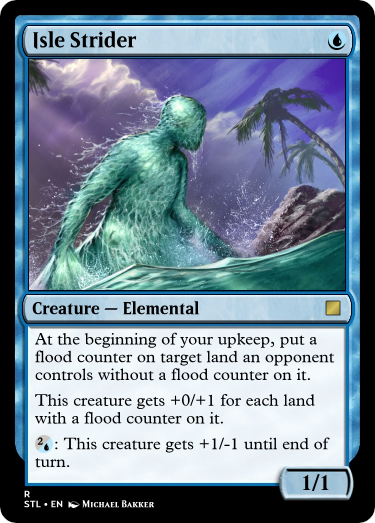 Isle Strider
Creature — Elemental
At the beginning of your upkeep, put a
flood counter on target land an opponent
controls without a flood counter on it.
This creature gets +0/+1 for each land
with a flood counter on it.
2: This creature gets +1/-1 until end of
turn.
1/1
R
STL • EN Michael Bakker